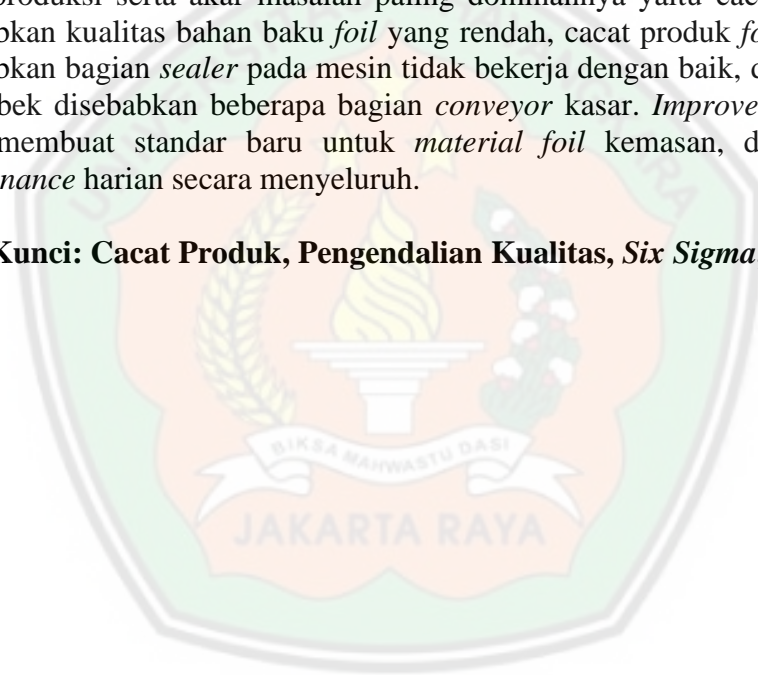 produksi serta akar masalah paling dominannya yaitu cac
bkan kualitas bahan baku foil yang rendah, cacat produk fo
bkan bagian sealer pada mesin tidak bekerja dengan baik, d
bek disebabkan beberapa bagian conveyor kasar. Improve
membuat standar baru untuk material foil kemasan, d
nance harian secara menyeluruh.
Kunci: Cacat Produk, Pengendalian Kualitas, Six Sigma.
BIKSA MAHWASTU DASI
JAKARTA RAYA